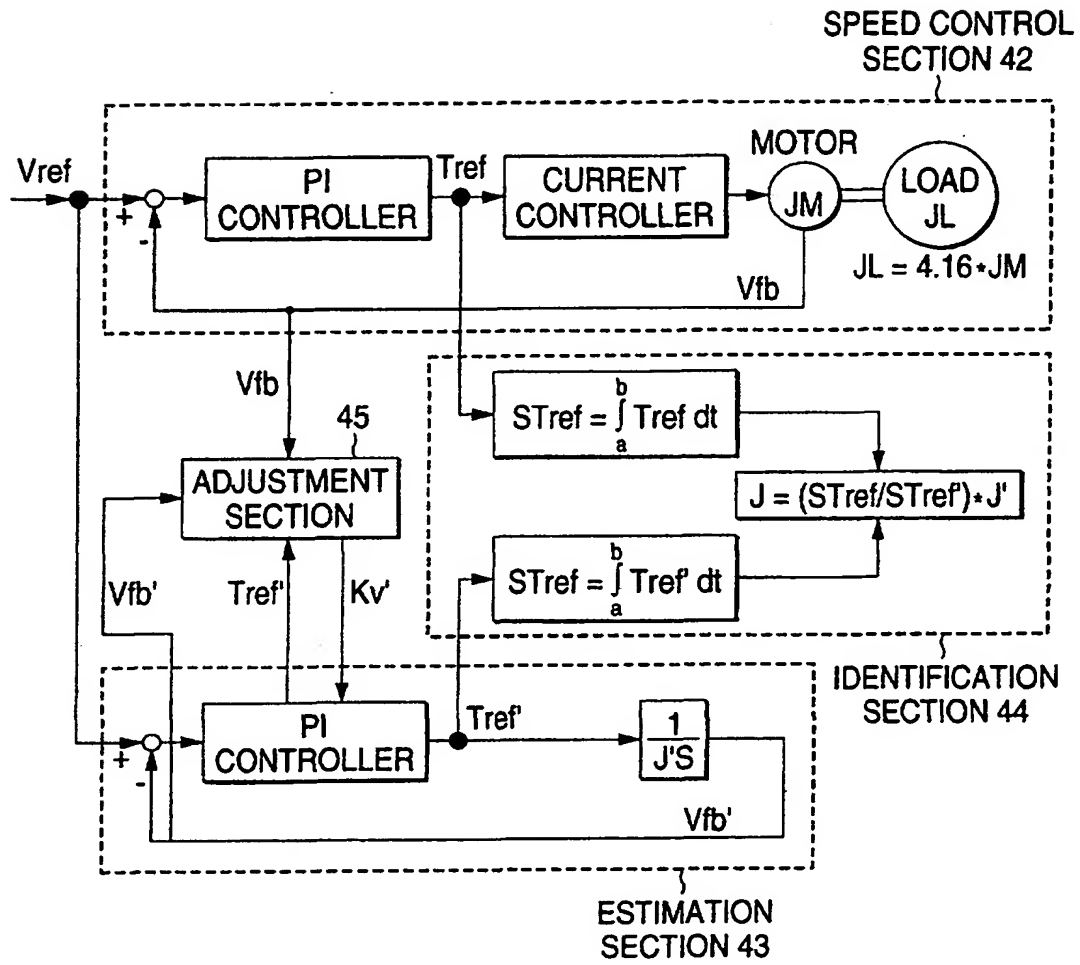 SPEED CONTROL
SECTION 42
Vref
+
-
PI
CONTROLLER
Tref
CURRENT
CONTROLLER
MOTOR
JM
LOAD
JL
JL = 4.16*JM
Vfb
Vfb
45
ADJUSTMENT
SECTION
Vfb'
Tref'
Kv'
STref = ∫ab Tref dt
J = (STref/STref')*J'
STref = ∫ab Tref' dt
IDENTIFICATION
SECTION 44
+
-
PI
CONTROLLER
Tref'
1
J'S
Vfb'
ESTIMATION
SECTION 43